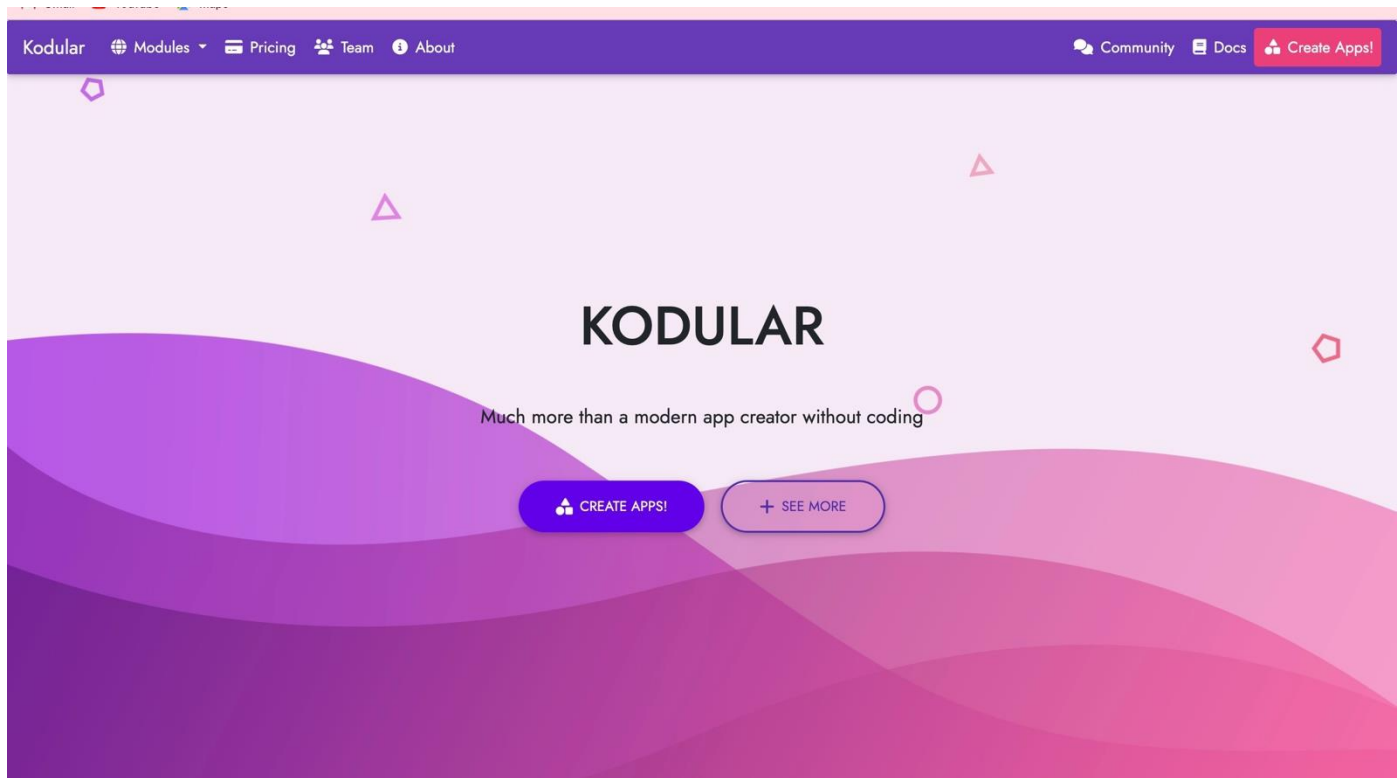 Kodular Modules Pricing Team About Community Docs Create Apps!
KODULAR
Much more than a modern app creator without coding
CREATE APPS! + SEE MORE